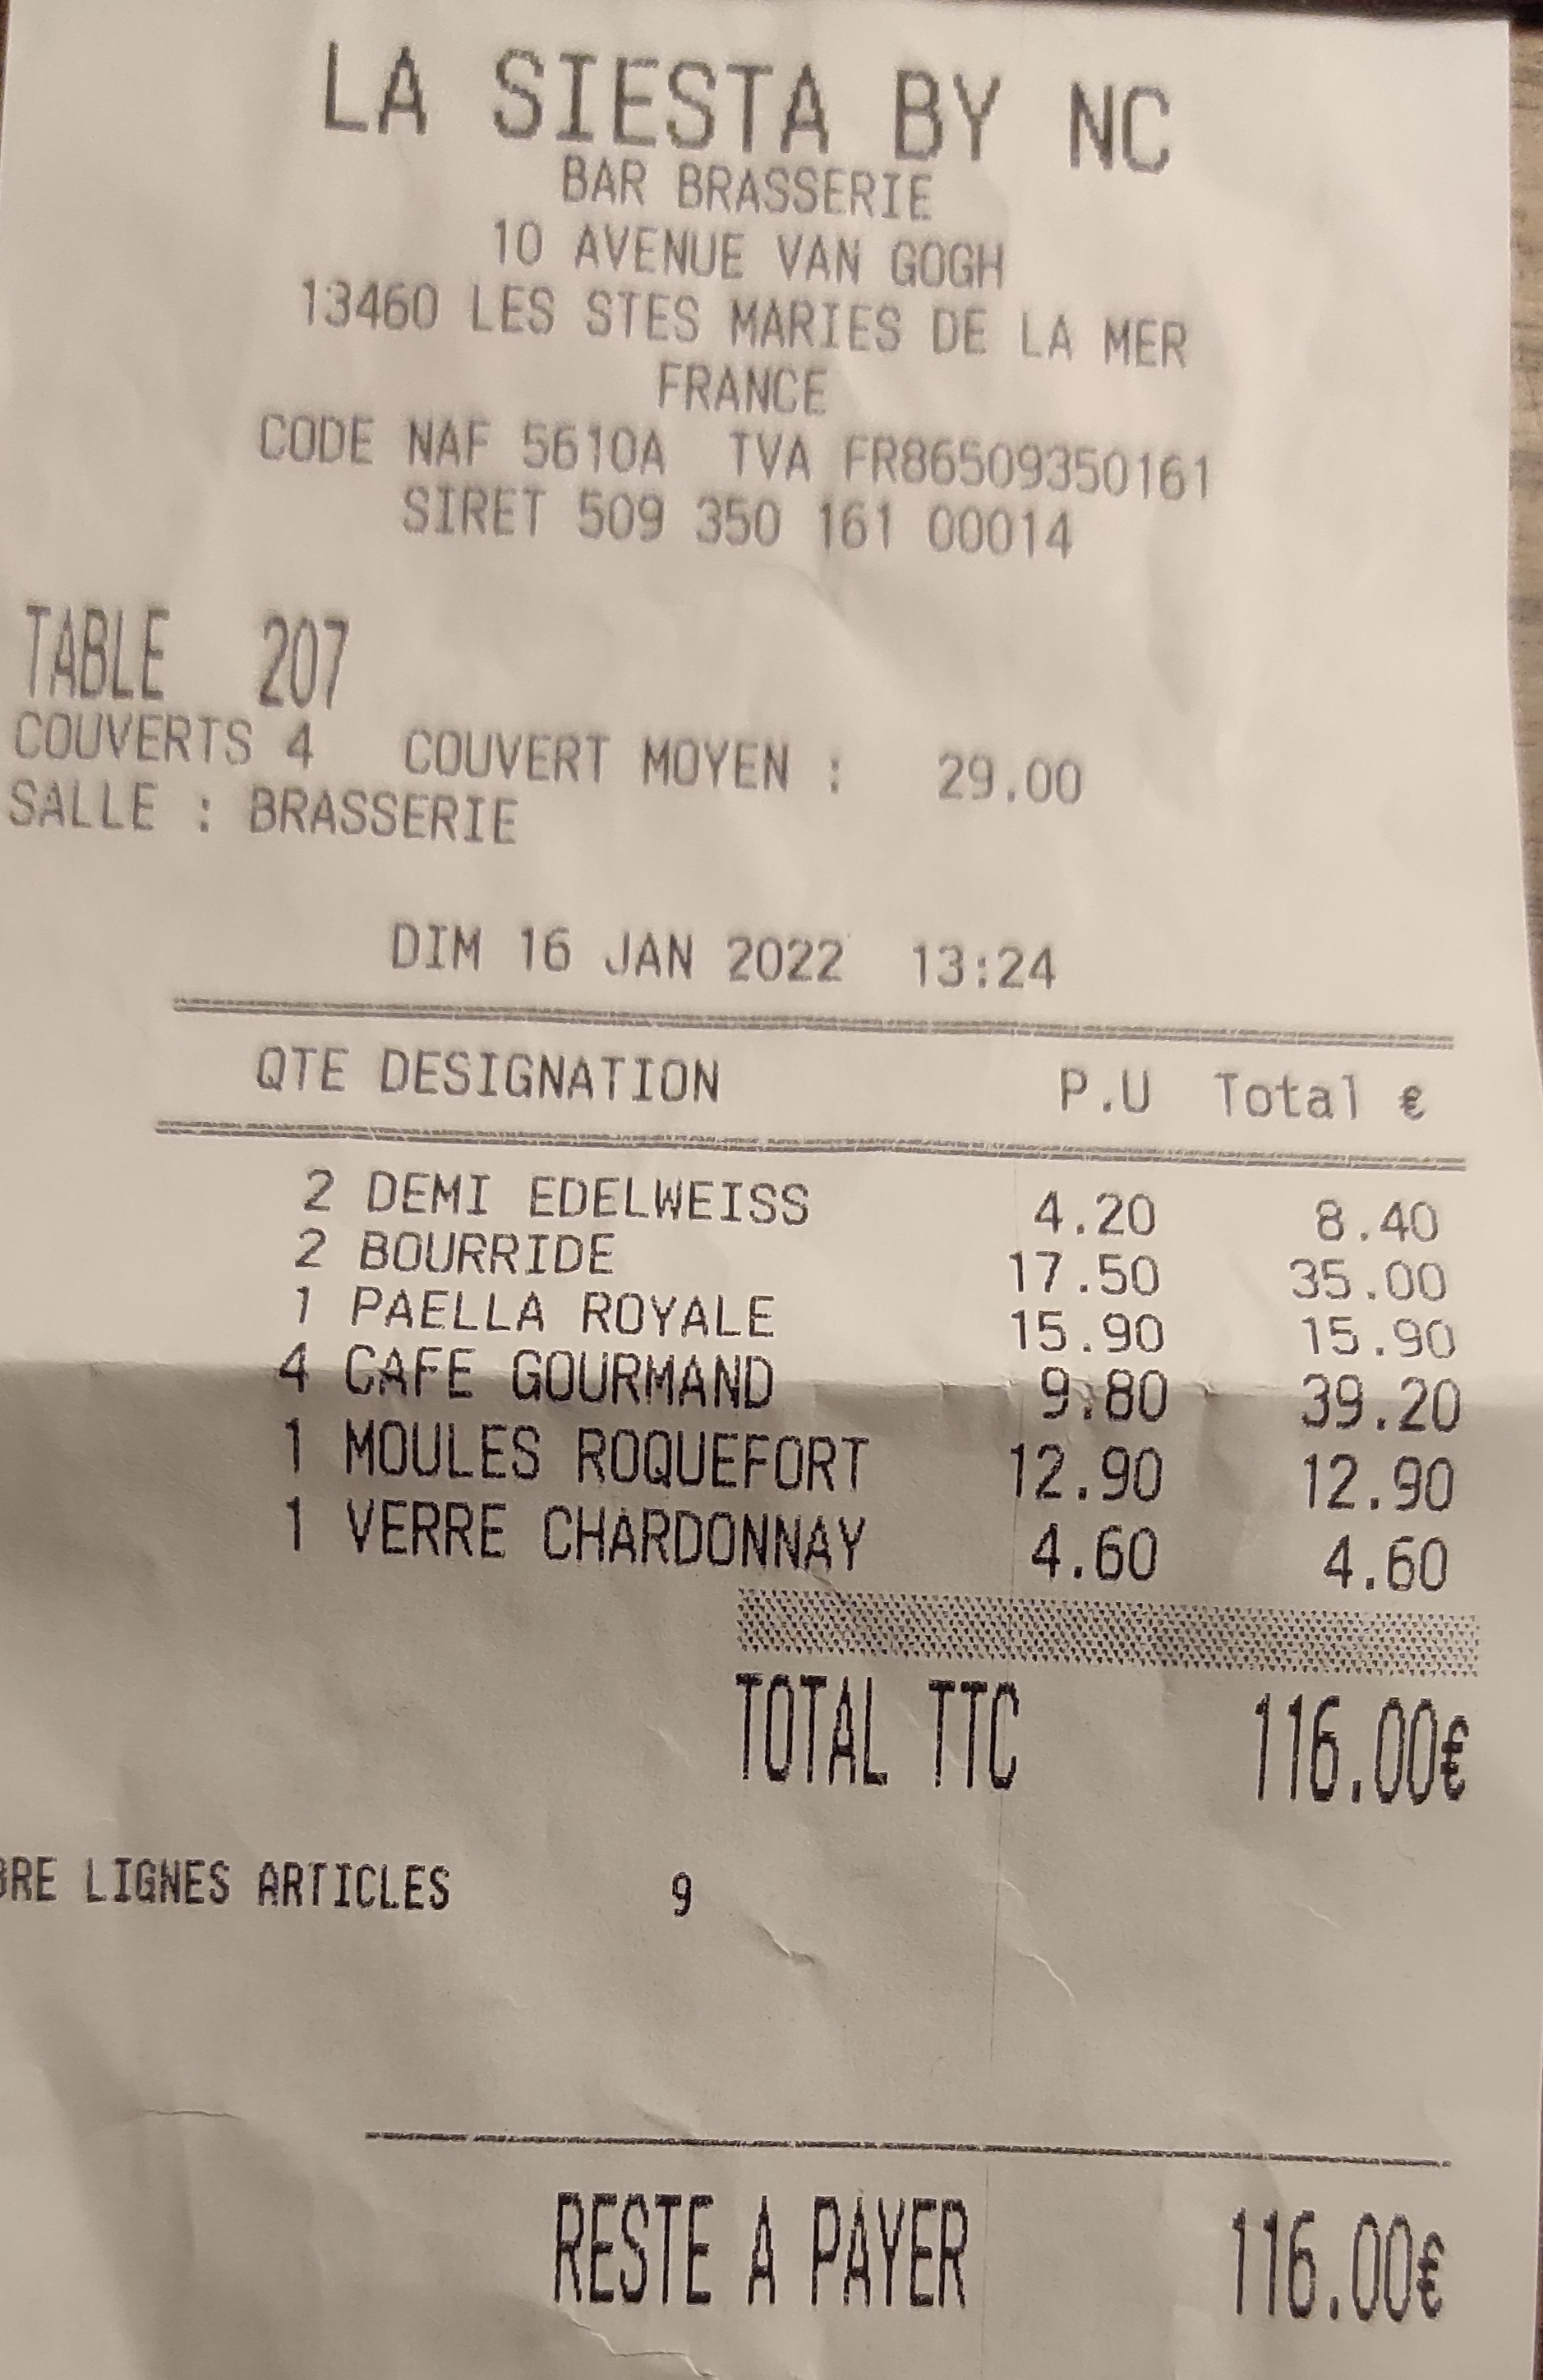 LA SIESTA BY NC
BAR BRASSERIE
10 AVENUE VAN GOGH
13460 LES STES MARIES DE LA MER
FRANCE
CODE NAF 5610A TVA FR86509350161
SIRET 509 350 161 00014
TABLE 207
COUVERTS 4 COUVERT MOYEN : 29.00
SALLE : BRASSERIE
DIM 16 JAN 2022 13:24
QTE DESIGNATION P.U Total €
2 DEMI EDELWEISS 4.20 8.40
2 BOURRIDE 17.50 35.00
1 PAELLA ROYALE 15.90 15.90
4 CAFE GOURMAND 9.80 39.20
1 MOULES ROQUEFORT 12.90 12.90
1 VERRE CHARDONNAY 4.60 4.60
TOTAL TTC 116.00€
BRE LIGNES ARTICLES 9
RESTE A PAYER 116.00€